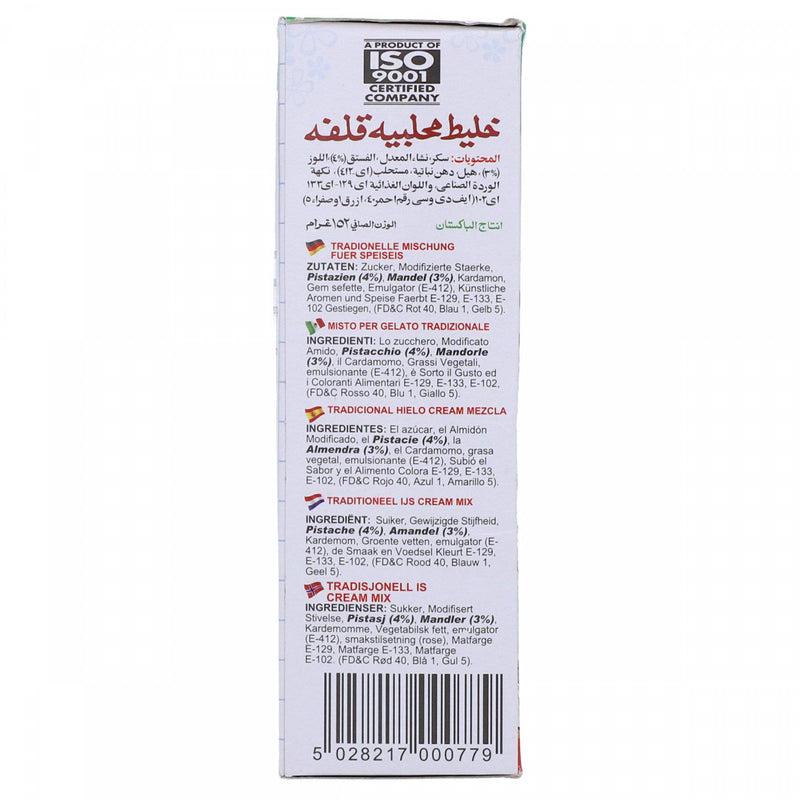 A PRODUCT OF
ISO
9001
CERTIFIED
COMPANY
خليط محلبيه قلفه
المحتويات: سكر، نشاء المعدل، الفستق (٤%)، اللوز
(٣%)، هيل، دهن نباتية، مستحلب (ای-٤١٢)، نكهة
الوردة الصناعي، واللوان الغذائية ای ١٢٩-ای ١٣٣
ای ١٠٢ (ایف دی وسی رقم احمر ٤٠، ازرق ١ وصفراء ٥)
انتاج الباكستان
الوزن الصافي ١٥٢ غرام
TRADIONELLE MISCHUNG
FUER SPEISEIS
ZUTATEN: Zucker, Modifizierte Staerke,
Pistazien (4%), Mandel (3%), Kardamon,
Gem sefette, Emulgator (E-412), Künstliche
Aromen und Speise Faerbt E-129, E-133, E-
102 Gestiegen, (FD&C Rot 40, Blau 1, Gelb 5).
MISTO PER GELATO TRADIZIONALE
INGREDIENTI: Lo zucchero, Modificato
Amido, Pistacchio (4%), Mandorle
(3%), il Cardamomo, Grassi Vegetali,
emulsionante (E-412), è Sorto il Gusto ed
i Coloranti Alimentari E-129, E-133, E-102,
(FD&C Rosso 40, Blu 1, Giallo 5).
TRADICIONAL HIELO CREAM MEZCLA
INGREDIENTES: El azúcar, el Almidón
Modificado, el Pistacie (4%), la
Almendra (3%), el Cardamomo, grasa
vegetal, emulsionante (E-412), Subió el
Sabor y el Alimento Colora E-129, E-133,
E-102, (FD&C Rojo 40, Azul 1, Amarillo 5).
TRADITIONEEL IJS CREAM MIX
INGREDIËNT: Suiker, Gewijzigde Stijfheid,
Pistache (4%), Amandel (3%),
Kardemom, Groente vetten, emulgator (E-
412), de Smaak en Voedsel Kleurt E-129,
E-133, E-102, (FD&C Rood 40, Blauw 1,
Geel 5).
TRADISJONELL IS
CREAM MIX
INGREDIENSER: Sukker, Modifisert
Stivelse, Pistasj (4%), Mandler (3%),
Kardemomme, Vegetabilsk fett, emulgator
(E-412), smakstilsetning (rose), Matfarge
E-129, Matfarge E-133, Matfarge
E-102. (FD&C Rød 40, Blå 1, Gul 5).
5 028217 000779